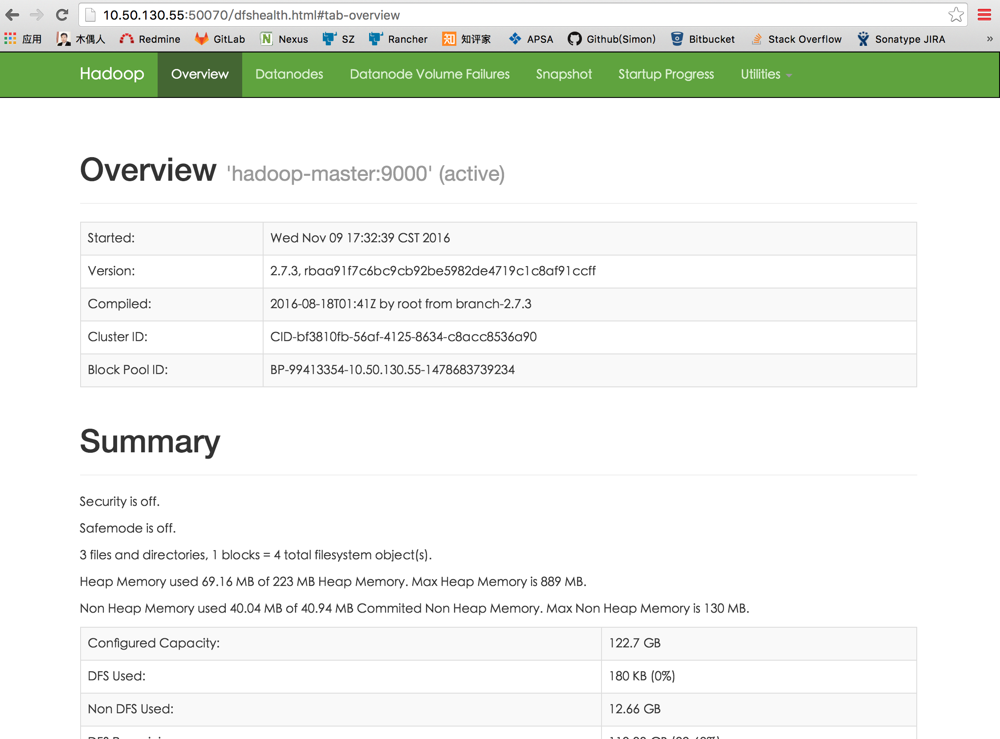 10.50.130.55:50070/dfshealth.html#tab-overview
应用 木偶人 Redmine GitLab Nexus SZ Rancher 知 知评家 APSA Github(Simon) Bitbucket Stack Overflow Sonatype JIRA »
Hadoop Overview Datanodes Datanode Volume Failures Snapshot Startup Progress Utilities
Overview 'hadoop-master:9000' (active)
Started: Wed Nov 09 17:32:39 CST 2016
Version: 2.7.3, rbaa91f7c6bc9cb92be5982de4719c1c8af91ccff
Compiled: 2016-08-18T01:41Z by root from branch-2.7.3
Cluster ID: CID-bf3810fb-56af-4125-8634-c8acc8536a90
Block Pool ID: BP-99413354-10.50.130.55-1478683739234
Summary
Security is off.
Safemode is off.
3 files and directories, 1 blocks = 4 total filesystem object(s).
Heap Memory used 69.16 MB of 223 MB Heap Memory. Max Heap Memory is 889 MB.
Non Heap Memory used 40.04 MB of 40.94 MB Commited Non Heap Memory. Max Non Heap Memory is 130 MB.
Configured Capacity: 122.7 GB
DFS Used: 180 KB (0%)
Non DFS Used: 12.66 GB